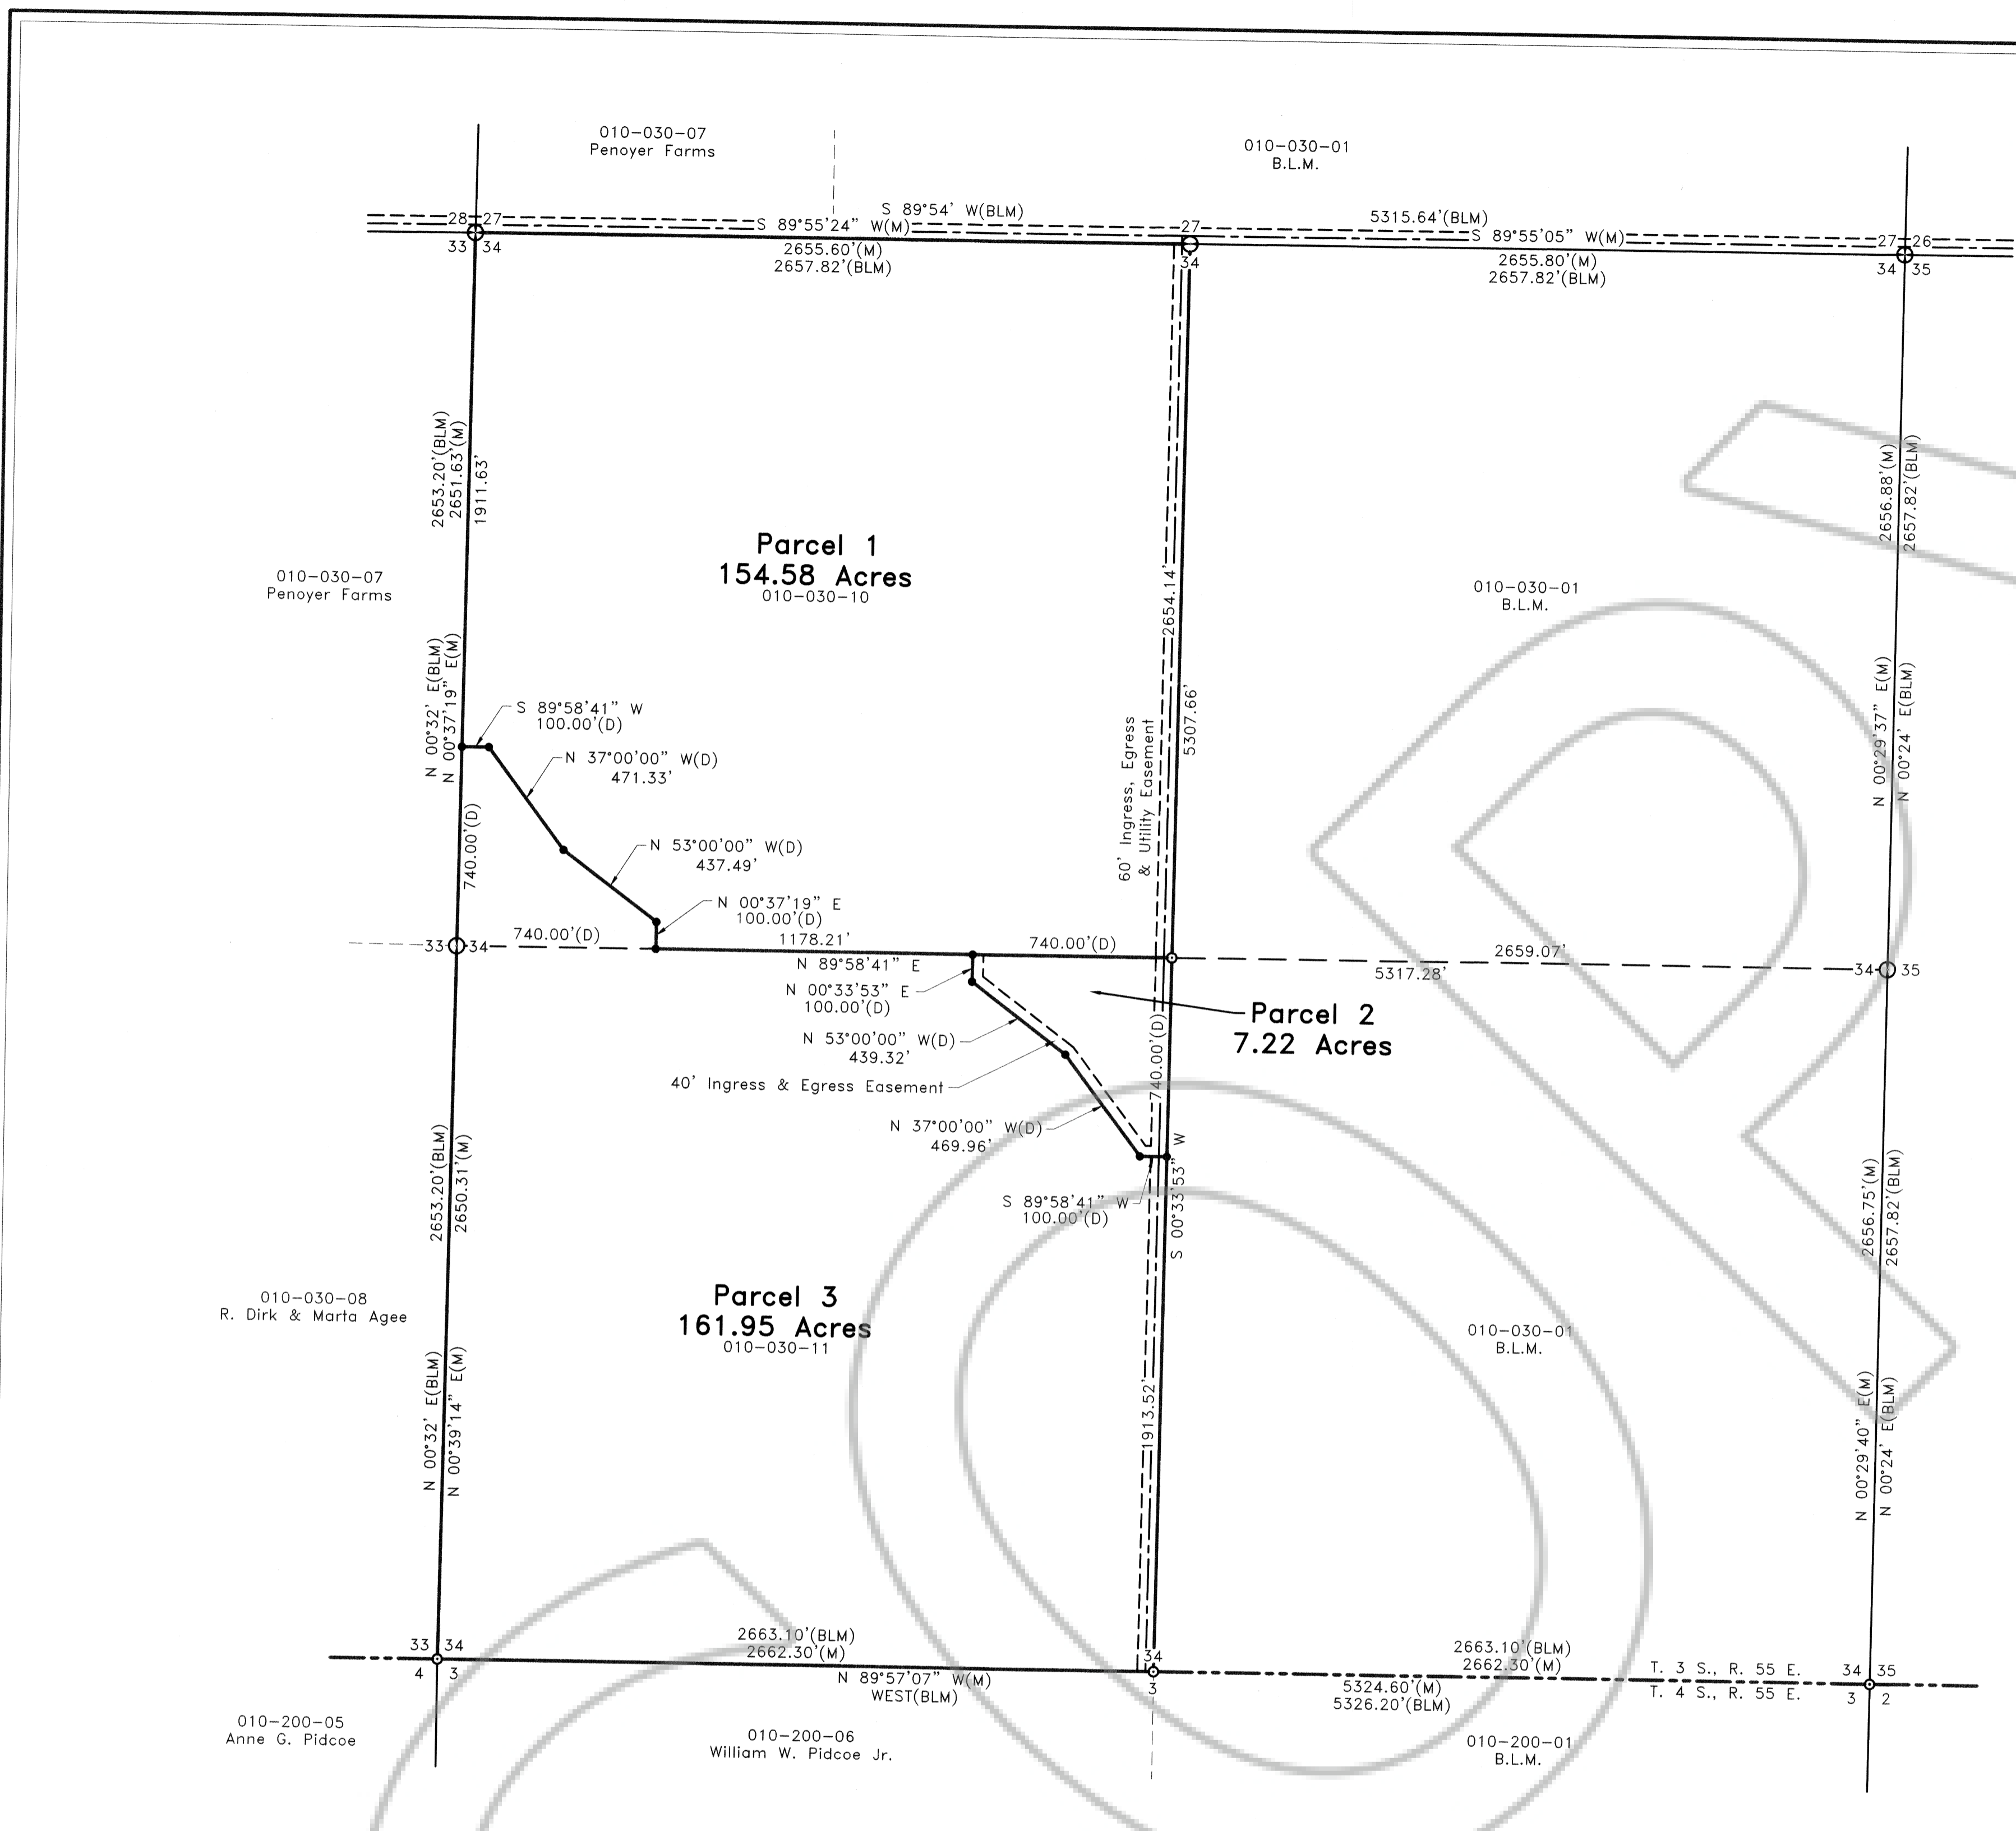 010-030-07
Penoyer Farms
010-030-01
B.L.M.
S 89°54' W(BLM)
5315.64'(BLM)
28 27
S 89°55'24" W(M)
27
S 89°55'05" W(M)
27 26
33 34
2655.60'(M)
2657.82'(BLM)
34
2655.80'(M)
2657.82'(BLM)
34 35
2653.20'(BLM)
2651.63'(M)
1911.63'
2656.88'(M)
2657.82'(BLM)
Parcel 1
154.58 Acres
010-030-10
2654.14'
010-030-07
Penoyer Farms
010-030-01
B.L.M.
N 00°32' E(BLM)
N 00°37'19" E(M)
5307.66'
N 00°29'37" E(M)
N 00°24' E(BLM)
S 89°58'41" W
100.00'(D)
N 37°00'00" W(D)
471.33'
60' Ingress, Egress
& Utility Easement
740.00'(D)
N 53°00'00" W(D)
437.49'
N 00°37'19" E
100.00'(D)
33 34
740.00'(D)
1178.21'
740.00'(D)
2659.07'
5317.28'
34 35
N 89°58'41" E
N 00°33'53" E
100.00'(D)
Parcel 2
7.22 Acres
N 53°00'00" W(D)
439.32'
740.00'(D)
40' Ingress & Egress Easement
N 37°00'00" W(D)
469.96'
S 89°58'41" W
100.00'(D)
S 00°33'53" W
2653.20'(BLM)
2650.31'(M)
2656.75'(M)
2657.82'(BLM)
010-030-08
R. Dirk & Marta Agee
Parcel 3
161.95 Acres
010-030-11
010-030-01
B.L.M.
N 00°32' E(BLM)
N 00°39'14" E(M)
1913.52'
N 00°29'40" E(M)
N 00°24' E(BLM)
33 34
2663.10'(BLM)
2662.30'(M)
34
2663.10'(BLM)
2662.30'(M)
T. 3 S., R. 55 E.
34 35
4 3
N 89°57'07" W(M)
WEST(BLM)
3
5324.60'(M)
5326.20'(BLM)
T. 4 S., R. 55 E.
3 2
010-200-05
Anne G. Pidcoe
010-200-06
William W. Pidcoe Jr.
010-200-01
B.L.M.